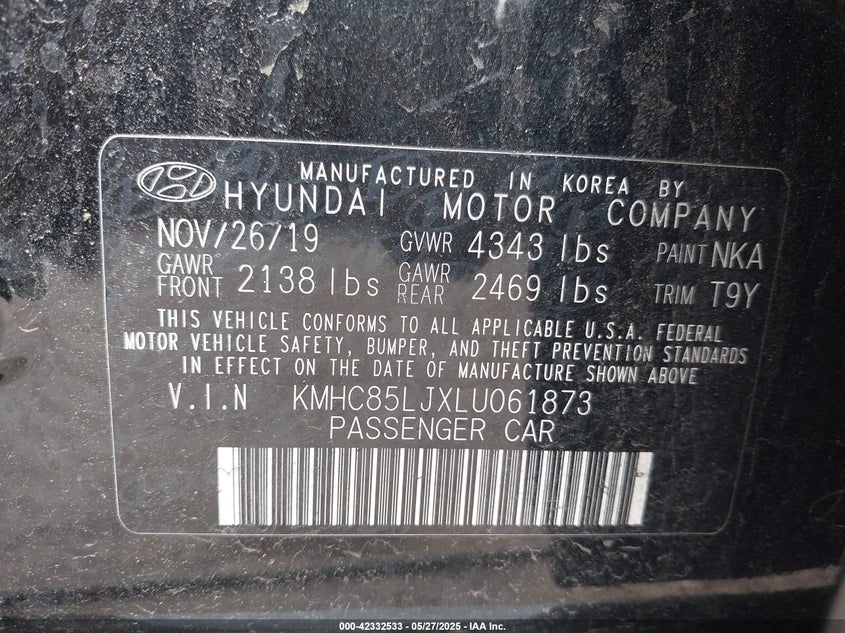 MANUFACTURED IN KOREA BY
HYUNDAI MOTOR COMPANY
NOV/26/19 GVWR 4343 lbs PAINT NKA
GAWR FRONT 2138 lbs GAWR REAR 2469 lbs TRIM T9Y
THIS VEHICLE CONFORMS TO ALL APPLICABLE U.S.A. FEDERAL
MOTOR VEHICLE SAFETY, BUMPER, AND THEFT PREVENTION STANDARDS
IN EFFECT ON THE DATE OF MANUFACTURE SHOWN ABOVE
V.I.N KMHC85LJXLU061873
PASSENGER CAR
000-42332533 - 05/27/2025 - IAA Inc.